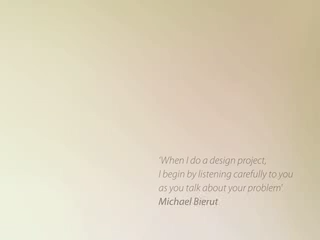 'When I do a design project,
I begin by listening carefully to you
as you talk about your problem'
Michael Bierut